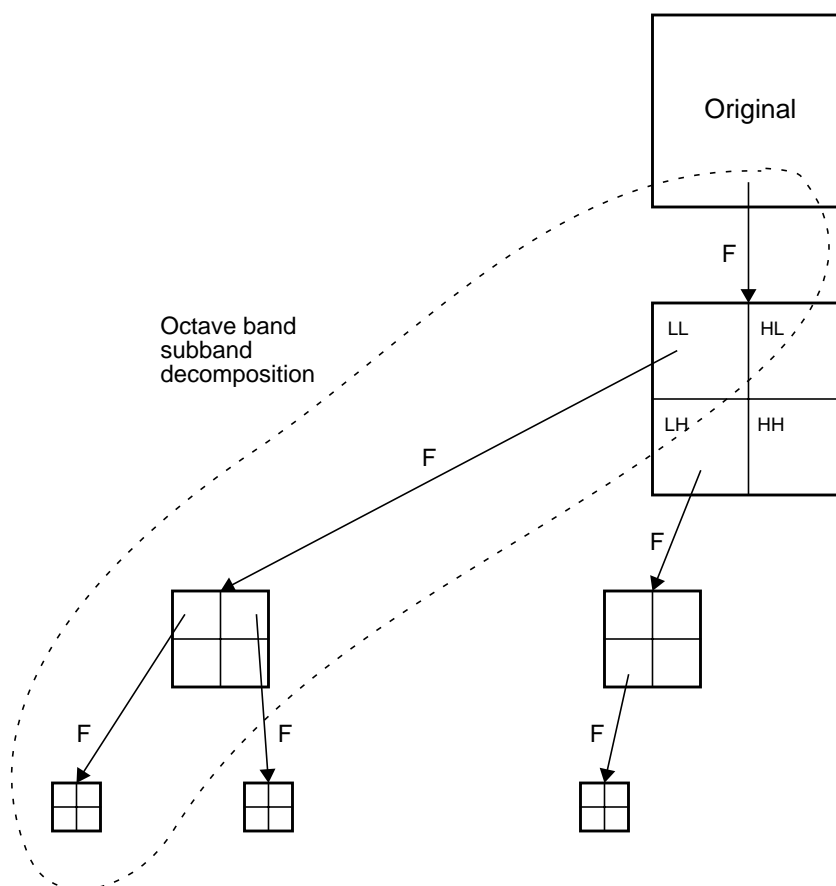 Original
F
Octave band
subband
decomposition
LL HL
LH HH
F
F
F
F
F